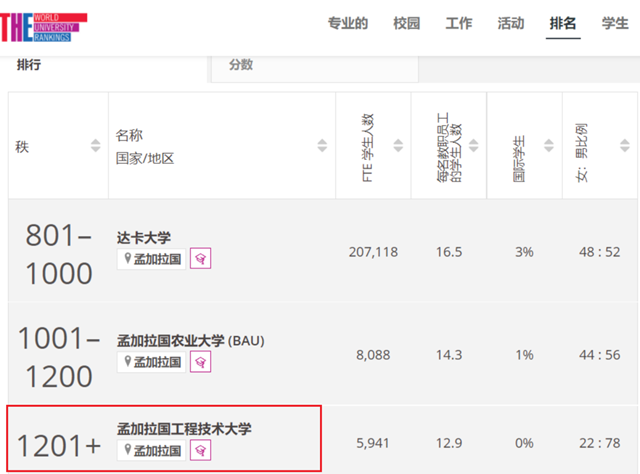 THE WORLD
UNIVERSITY
RANKINGS
专业的 校园 工作 活动 排名 学生
排行 分数
秩 名称 国家/地区 FTE 学生人数 每名教职员工的学生人数 国际学生 女：男比例
801–1000 达卡大学 207,118 16.5 3% 48 : 52
孟加拉国
1001–1200 孟加拉国农业大学 (BAU) 8,088 14.3 1% 44 : 56
孟加拉国
1201+ 孟加拉国工程技术大学 5,941 12.9 0% 22 : 78
孟加拉国